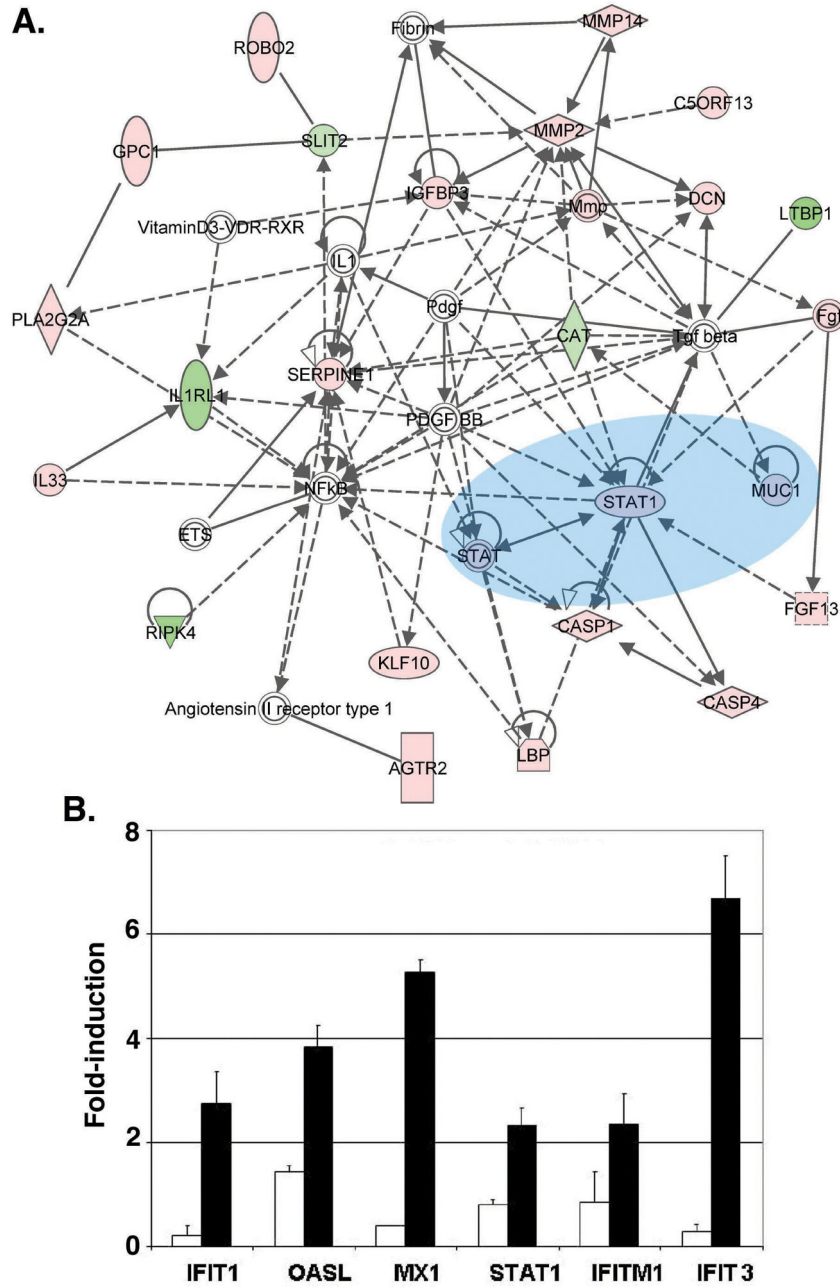 A.
Fibrin
MMP14
ROBO2
C5ORF13
MMP2
SLIT2
GPC1
IGFBP3
Mmp
DCN
LTBP1
VitaminD3-VDR-RXR
IL1
Pdgf
PLA2G2A
Fgf
CAT
Tgf beta
SERPINE1
IL1RL1
PDGF BB
IL33
NFkB
STAT1
MUC1
ETS
STAT
FGF13
RIPK4
CASP1
KLF10
CASP4
Angiotensin II receptor type 1
LBP
AGTR2
B.
8
6
4
2
0
Fold-induction
IFIT1 OASL MX1 STAT1 IFITM1 IFIT 3